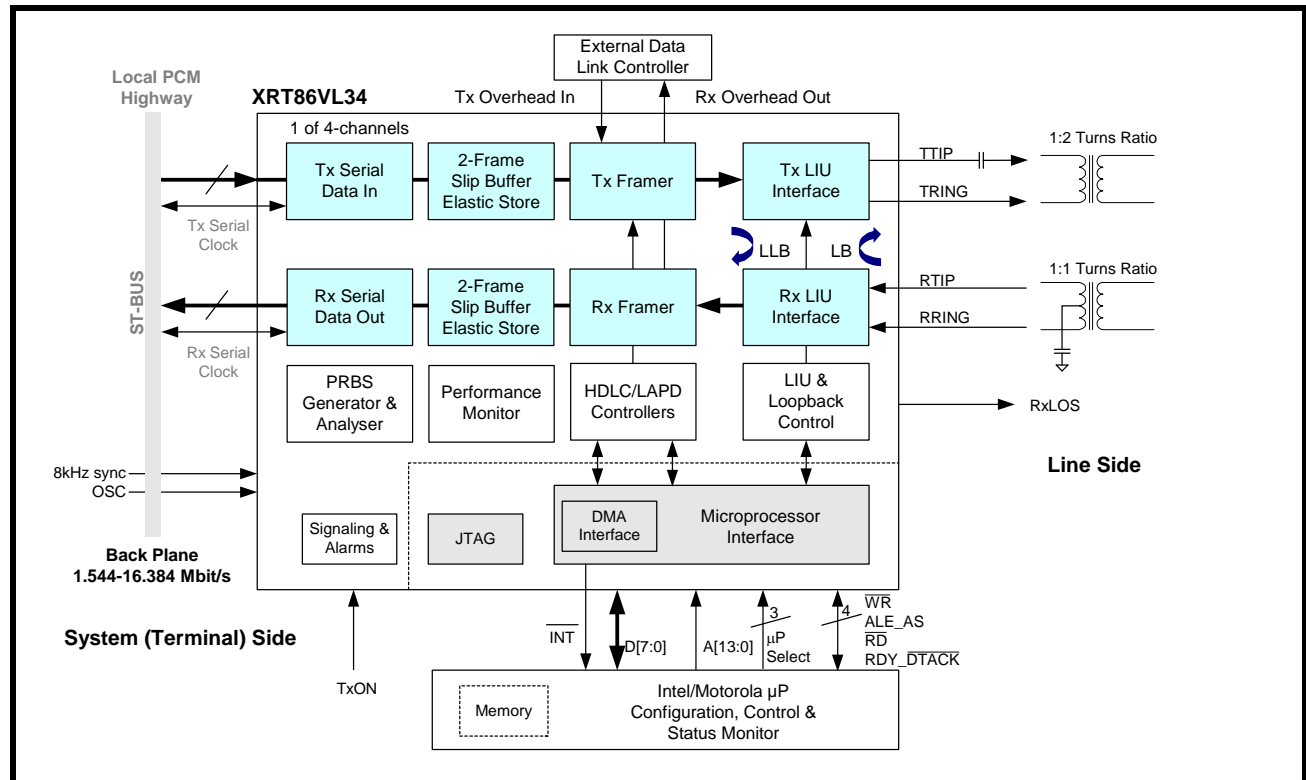 External Data
Link Controller
Local PCM
Highway
XRT86VL34
Tx Overhead In
Rx Overhead Out
1 of 4-channels
Tx Serial
Data In
2-Frame
Slip Buffer
Elastic Store
Tx Framer
Tx LIU
Interface
TTIP
TRING
1:2 Turns Ratio
Tx Serial
Clock
LLB
LB
ST-BUS
Rx Serial
Data Out
2-Frame
Slip Buffer
Elastic Store
Rx Framer
Rx LIU
Interface
RTIP
RRING
1:1 Turns Ratio
Rx Serial
Clock
PRBS
Generator &
Analyser
Performance
Monitor
HDLC/LAPD
Controllers
LIU &
Loopback
Control
RxLOS
8kHz sync
OSC
Line Side
Signaling &
Alarms
JTAG
DMA
Interface
Microprocessor
Interface
Back Plane
1.544-16.384 Mbit/s
System (Terminal) Side
TxON
INT
D[7:0]
A[13:0]
3
µP
Select
4
WR
ALE_AS
RD
RDY_DTACK
Memory
Intel/Motorola µP
Configuration, Control &
Status Monitor